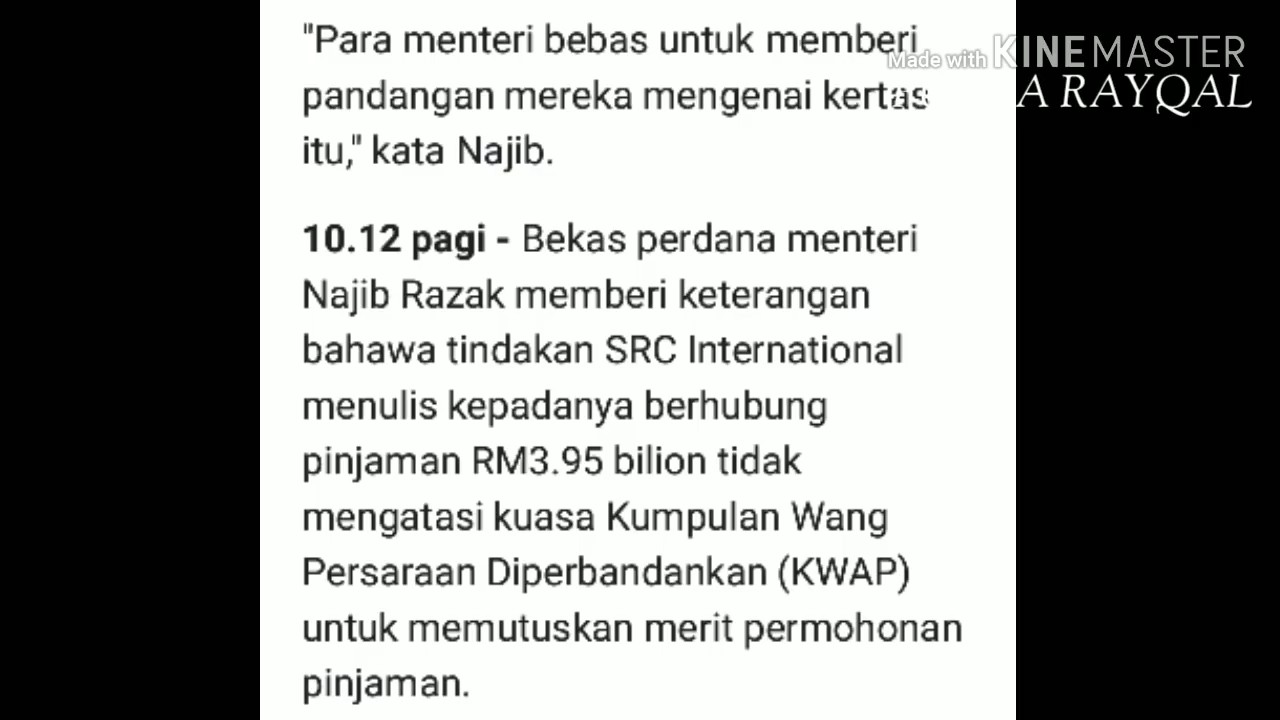 "Para menteri bebas untuk memberi
pandangan mereka mengenai kertas
itu," kata Najib.
10.12 pagi - Bekas perdana menteri
Najib Razak memberi keterangan
bahawa tindakan SRC International
menulis kepadanya berhubung
pinjaman RM3.95 bilion tidak
mengatasi kuasa Kumpulan Wang
Persaraan Diperbandankan (KWAP)
untuk memutuskan merit permohonan
pinjaman.
Made with KINEMASTER
A RAYQAL